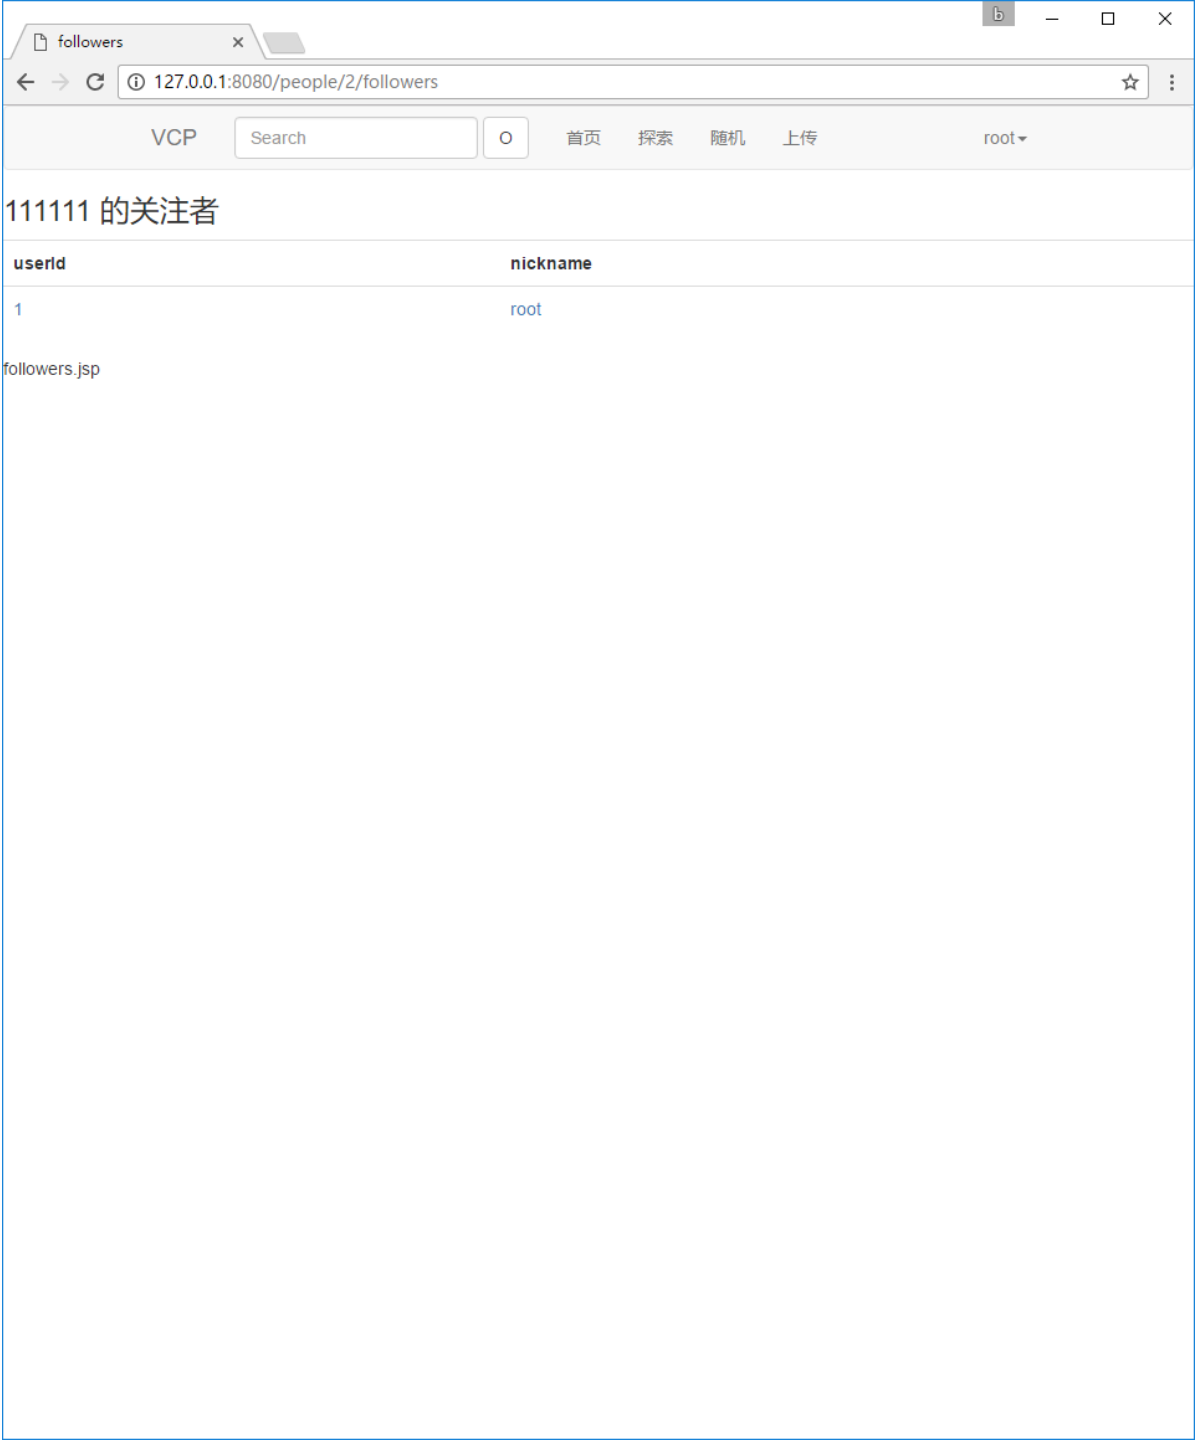 b
followers
127.0.0.1:8080/people/2/followers
VCP Search O 首页 探索 随机 上传 root
111111 的关注者
userId nickname
1 root
followers.jsp